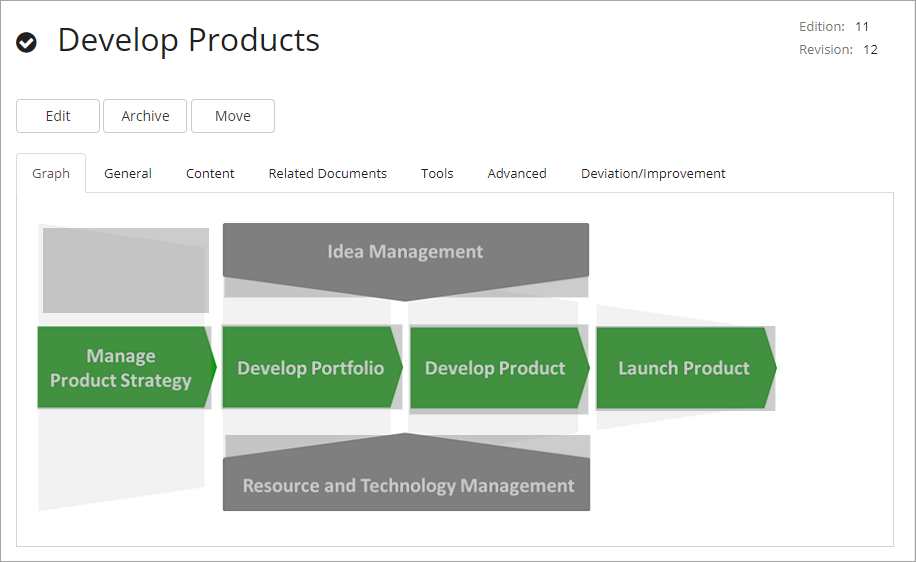 Develop Products
Edition: 11
Revision: 12
Edit Archive Move
Graph General Content Related Documents Tools Advanced Deviation/Improvement
Idea Management
Manage
Product Strategy
Develop Portfolio
Develop Product
Launch Product
Resource and Technology Management